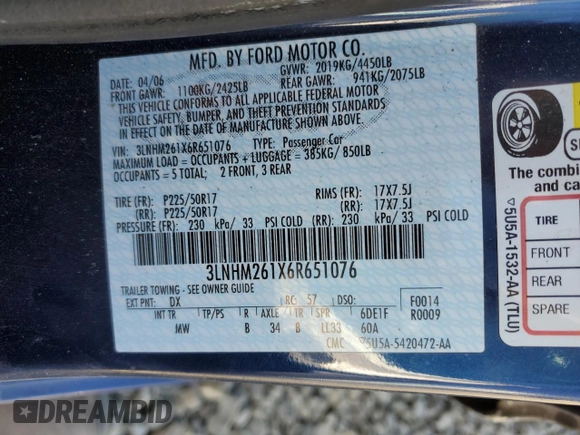 MFD. BY FORD MOTOR CO.
DATE: 04/06 GVWR: 2019KG/4450LB
FRONT GAWR: 1100KG/2425LB REAR GAWR: 941KG/2075LB
"THIS VEHICLE CONFORMS TO ALL APPLICABLE FEDERAL MOTOR
VEHICLE SAFETY, BUMPER, AND THEFT PREVENTION STANDARDS
IN EFFECT ON THE DATE OF MANUFACTURE SHOWN ABOVE."
VIN: 3LNHM261X6R651076 TYPE: Passenger Car
MAXIMUM LOAD = OCCUPANTS + LUGGAGE = 385KG/ 850LB
OCCUPANTS = 5 TOTAL; 2 FRONT, 3 REAR
TIRE (FR): P225/50R17 RIMS (FR): 17X7.5J
(RR): P225/50R17 (RR): 17X7.5J
PRESSURE (FR): 230 kPa/ 33 PSI COLD (RR): 230 kPa/ 33 PSI COLD
3LNHM261X6R651076
TRAILER TOWING - SEE OWNER GUIDE
EXT PNT: DX RC: 57 DSO: F0014
INT TR TP/PS R AXLE TR SPR 6DE1F R0009
MW B 34 B LL33 60A
CMC 5U5A-5420472-AA
The combi
and ca
TIRE
FRONT
REAR
SPARE
▽5U5A-1532-AA (TLU)
DREAMBID